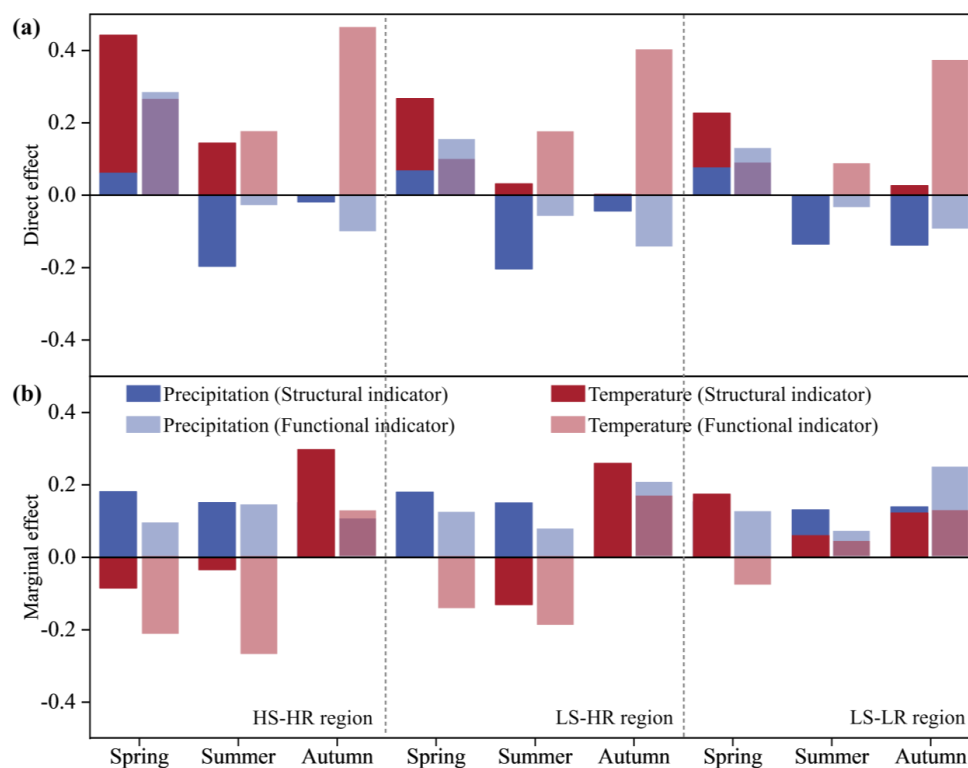 (a)
0.4
0.2
0.0
-0.2
-0.4
Direct effect
(b)
Precipitation (Structural indicator) Temperature (Structural indicator)
Precipitation (Functional indicator) Temperature (Functional indicator)
0.4
0.2
0.0
-0.2
-0.4
Marginal effect
HS-HR region LS-HR region LS-LR region
Spring Summer Autumn Spring Summer Autumn Spring Summer Autumn